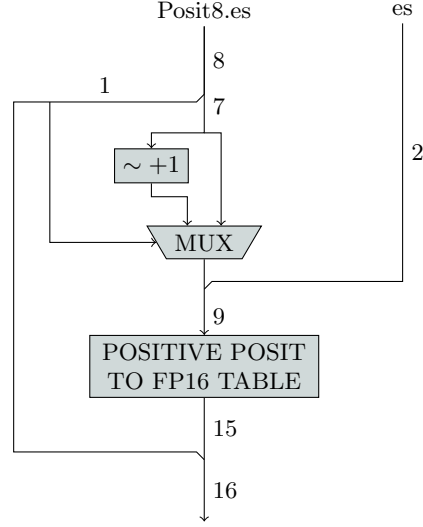 Posit8.es
es
8
1
7
2
~ +1
MUX
9
POSITIVE POSIT
TO FP16 TABLE
15
16